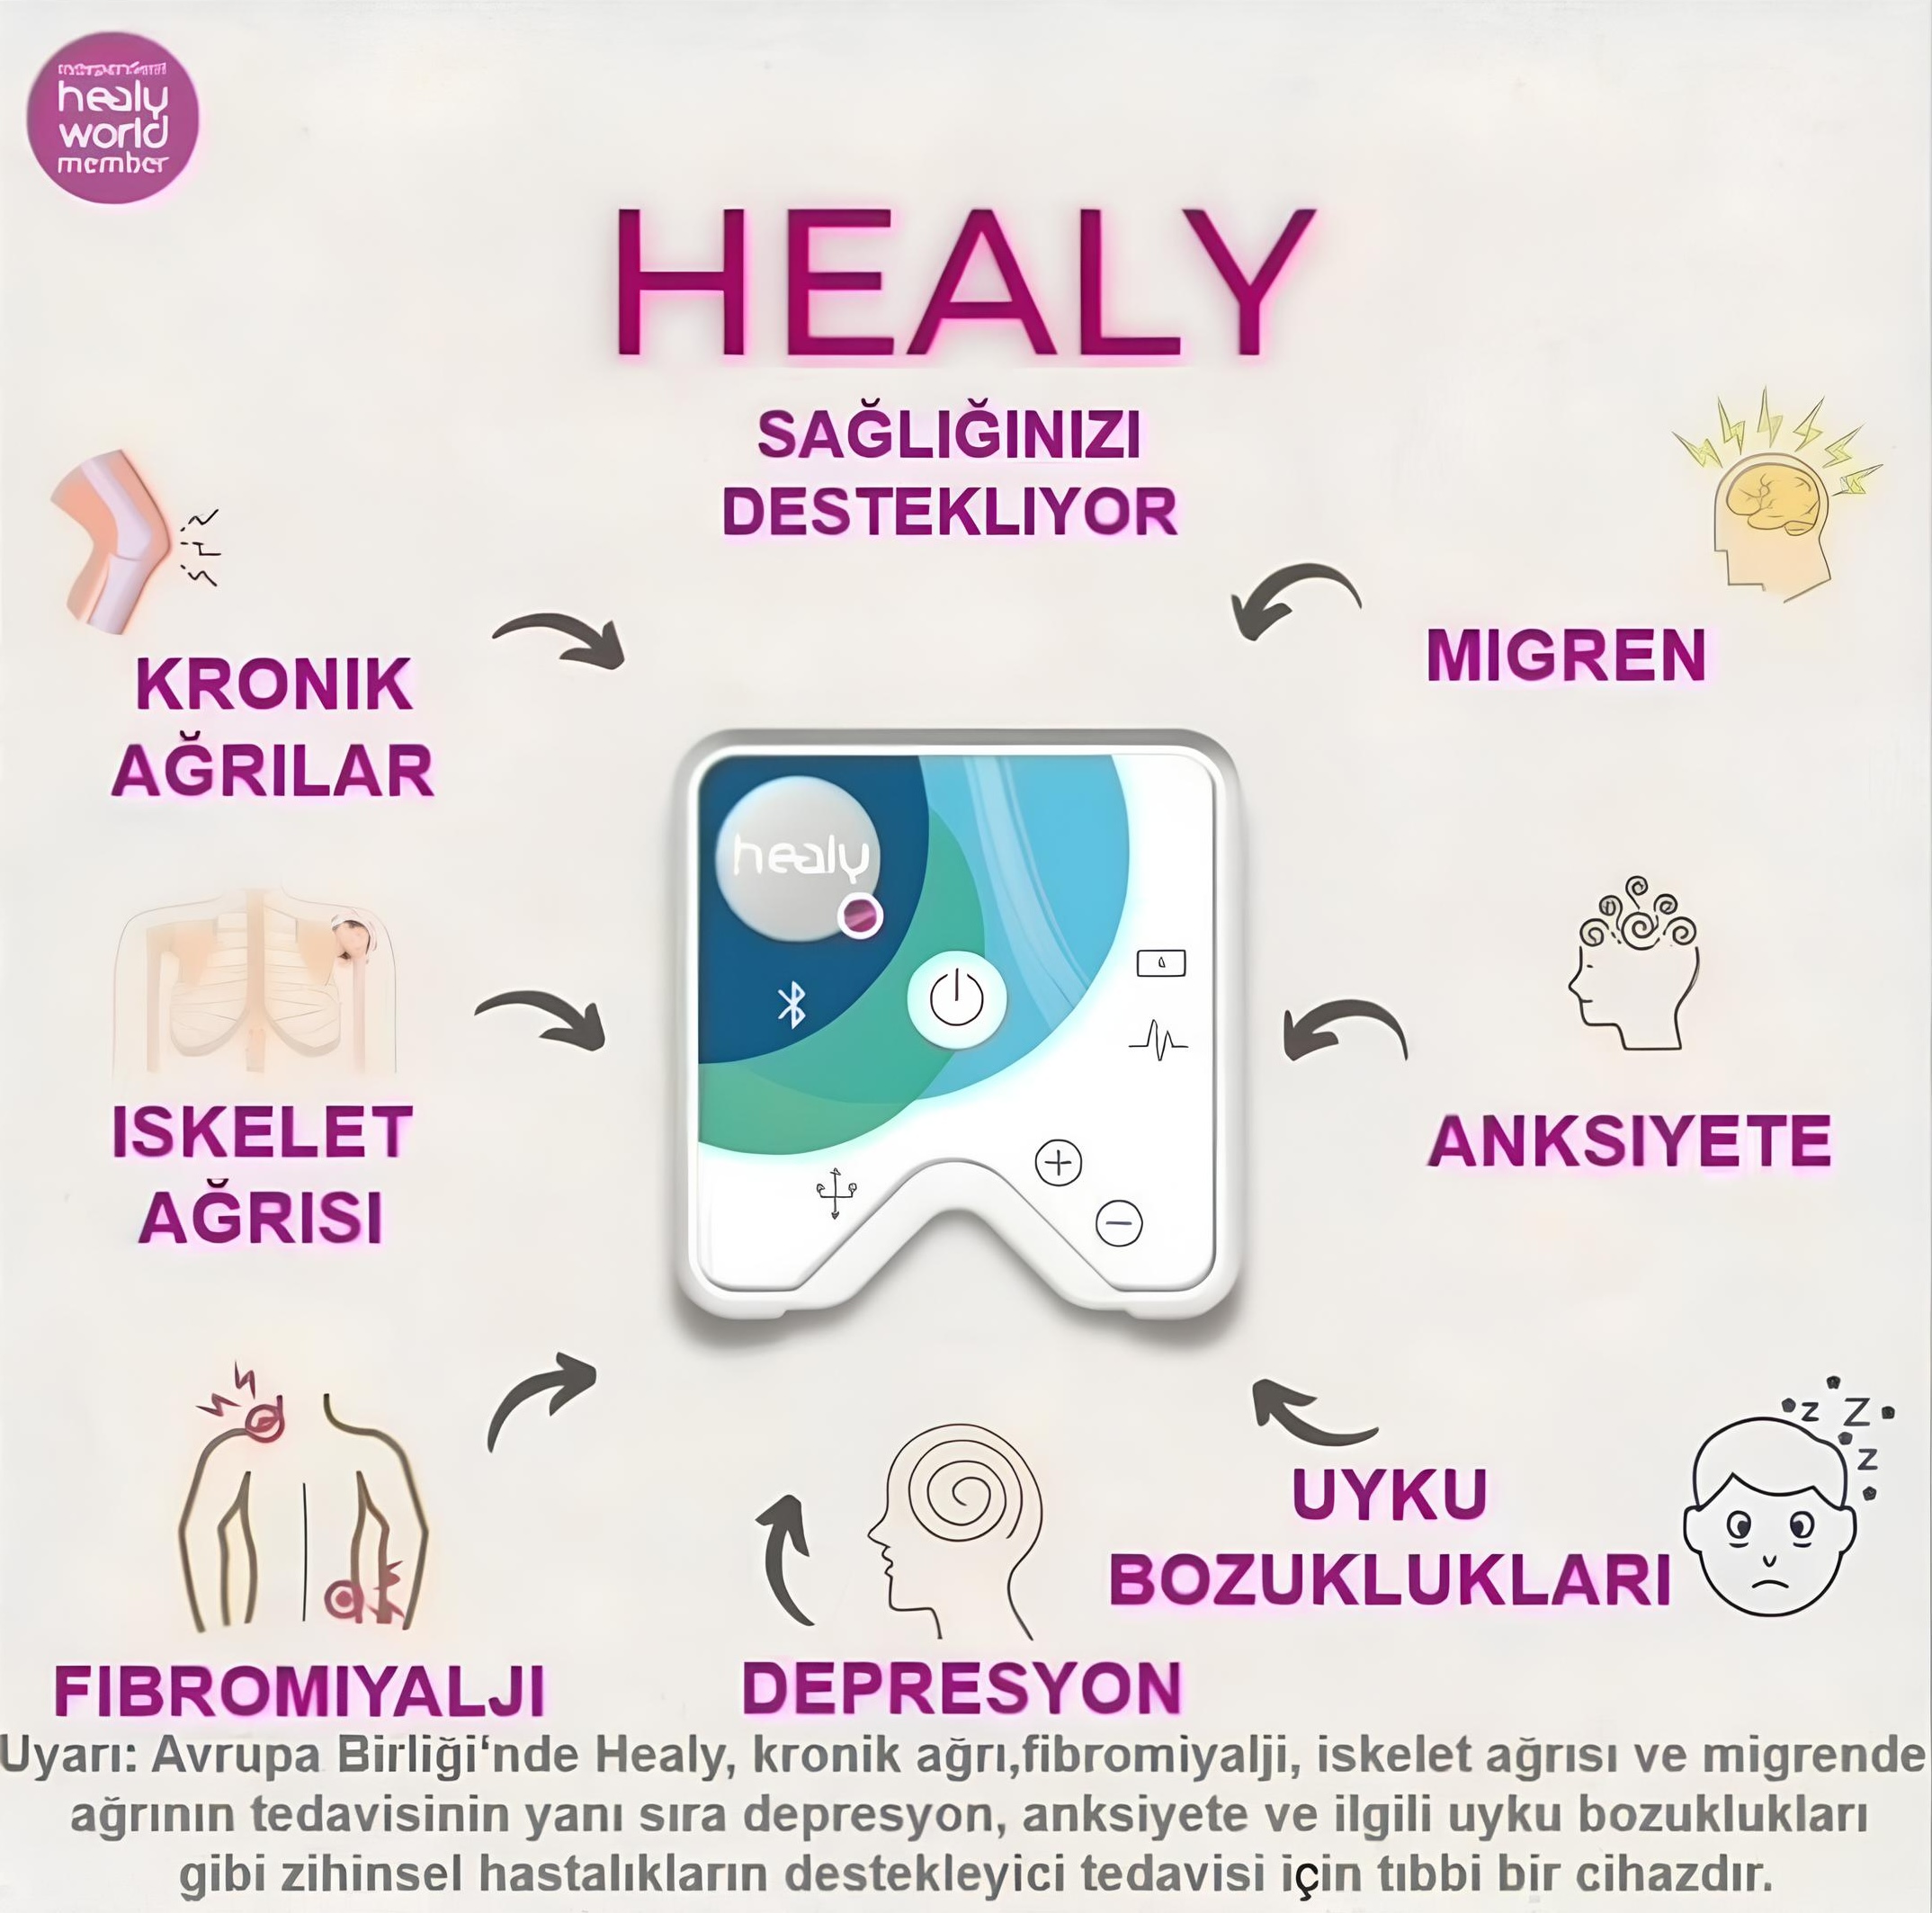 healy
world
member
HEALY
SAĞLIĞINIZI
DESTEKLIYOR
KRONIK
AĞRILAR
MIGREN
healy
ISKELET
AĞRISI
ANKSIYETE
FIBROMIYALJI
DEPRESYON
UYKU
BOZUKLUKLARI
z Z
z
Uyarı: Avrupa Birliği‘nde Healy, kronik ağrı,fibromiyalji, iskelet ağrısı ve migrende
ağrının tedavisinin yanı sıra depresyon, anksiyete ve ilgili uyku bozuklukları
gibi zihinsel hastalıkların destekleyici tedavisi için tıbbi bir cihazdır.